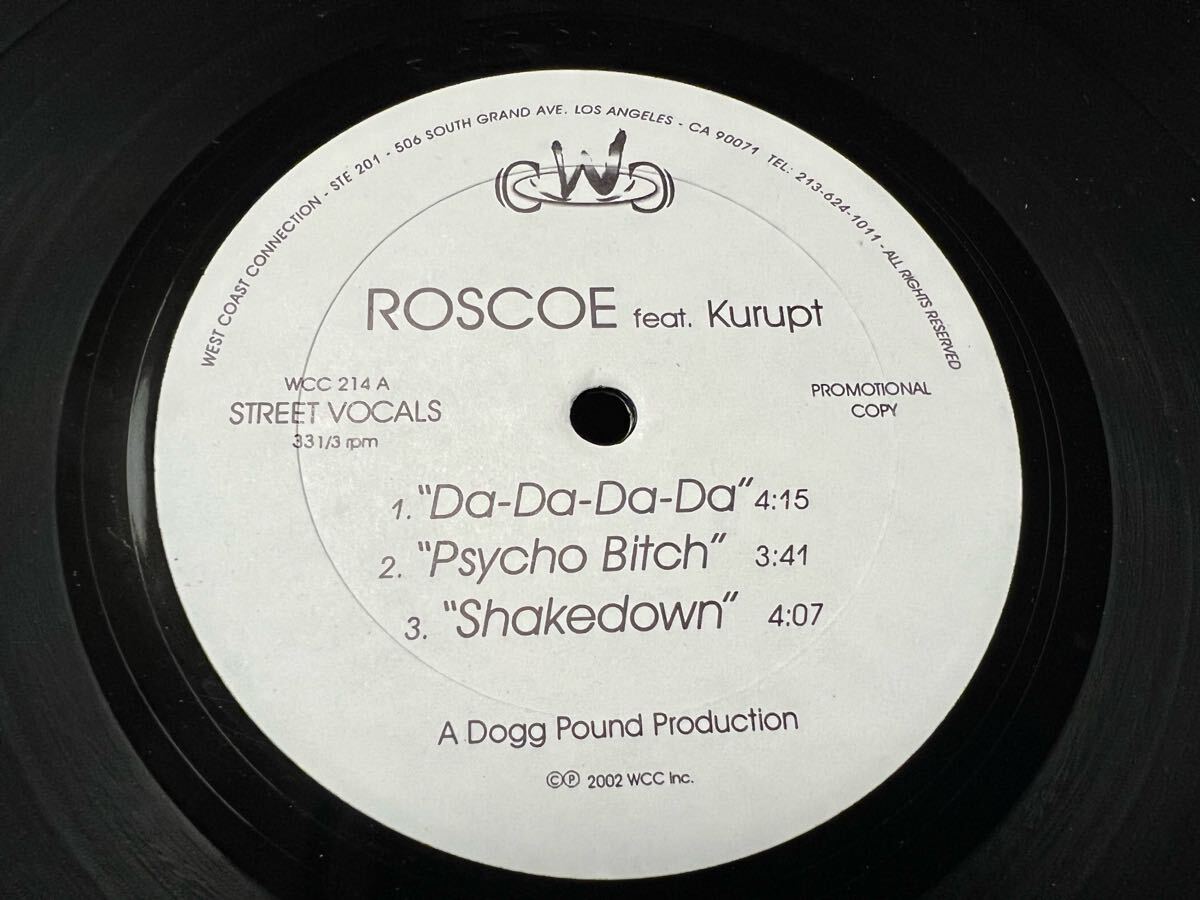 WEST COAST CONNECTION - STE 201 - 506 SOUTH GRAND AVE. LOS ANGELES - CA 90071 TEL: 213-624-1011 - ALL RIGHTS RESERVED
CWC
ROSCOE feat. Kurupt
WCC 214 A
STREET VOCALS
33 1/3 rpm
PROMOTIONAL
COPY
1. "Da-Da-Da-Da" 4:15
2. "Psycho Bitch" 3:41
3. "Shakedown" 4:07
A Dogg Pound Production
©℗ 2002 WCC Inc.